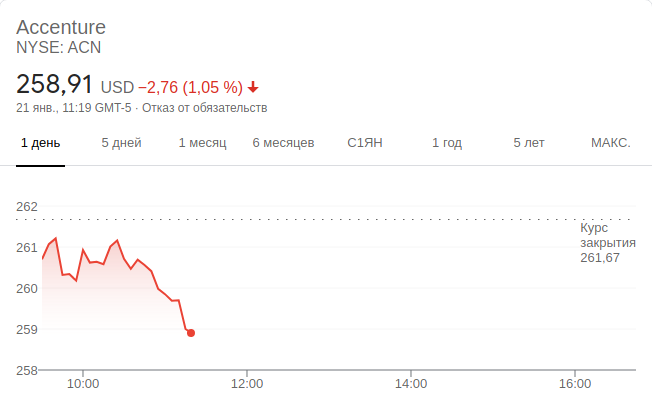 Accenture
NYSE: ACN
258,91 USD −2,76 (1,05 %)
21 янв., 11:19 GMT-5 · Отказ от обязательств
1 день 5 дней 1 месяц 6 месяцев С1ЯН 1 год 5 лет МАКС.
262
Курс
закрытия
261,67
261
260
259
258
10:00 12:00 14:00 16:00